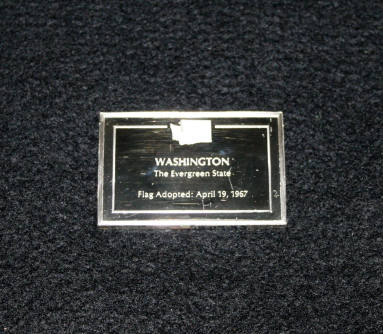 WASHINGTON
The Evergreen State
Flag Adopted: April 19, 1967